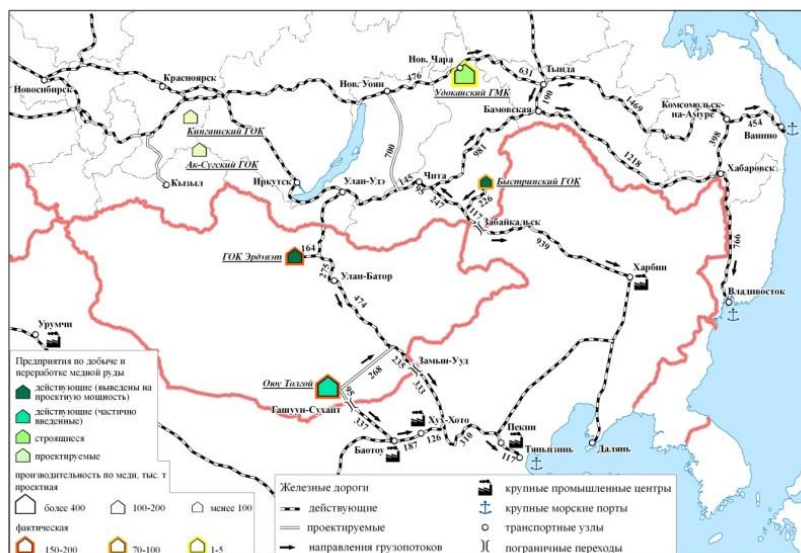 Новосибирск
Красноярск
Нов. Уоян
476
Нов. Чара
Удоканский ГМК
631
Тында
190
1469
Бамовская
Комсомольск-
на-Амуре
454
Ванино
398
Хабаровск
1218
981
Кингашский ГОК
Ак-Сугский ГОК
Кызыл
Иркутск
Улан-Удэ
700
145
Чита
247
117
226
Быстринский ГОК
Забайкальск
939
Харбин
766
Владивосток
164
ГОК Эрдэнэт
275
Улан-Батор
474
Урумчи
Оюу Толгой
268
235
Замын-Ууд
333
95
Гашуун-Сухайт
337
Баотоу
187
Хух-Хото
126
310
Пекин
117
Тяньцзинь
Далянь
Предприятия по добыче и
переработке медной руды
действующие (выведены на
проектную мощность)
действующие (частично
введенные)
строящиеся
проектируемые
производительность по меди, тыс. т
проектная
более 400
100-200
менее 100
фактическая
150-200
70-100
1-5
Железные дороги
действующие
проектируемые
направления грузопотоков
крупные промышленные центры
крупные морские порты
транспортные узлы
пограничные переходы